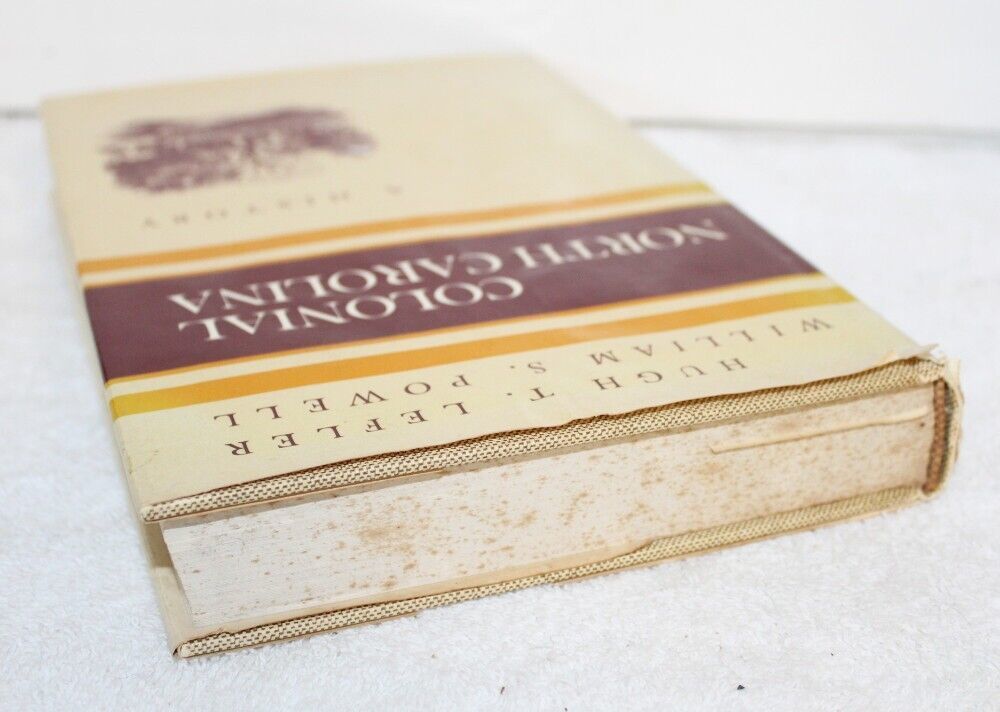 HUGH T. LEFLER
WILLIAM S. POWELL
COLONIAL
NORTH CAROLINA
A HISTORY